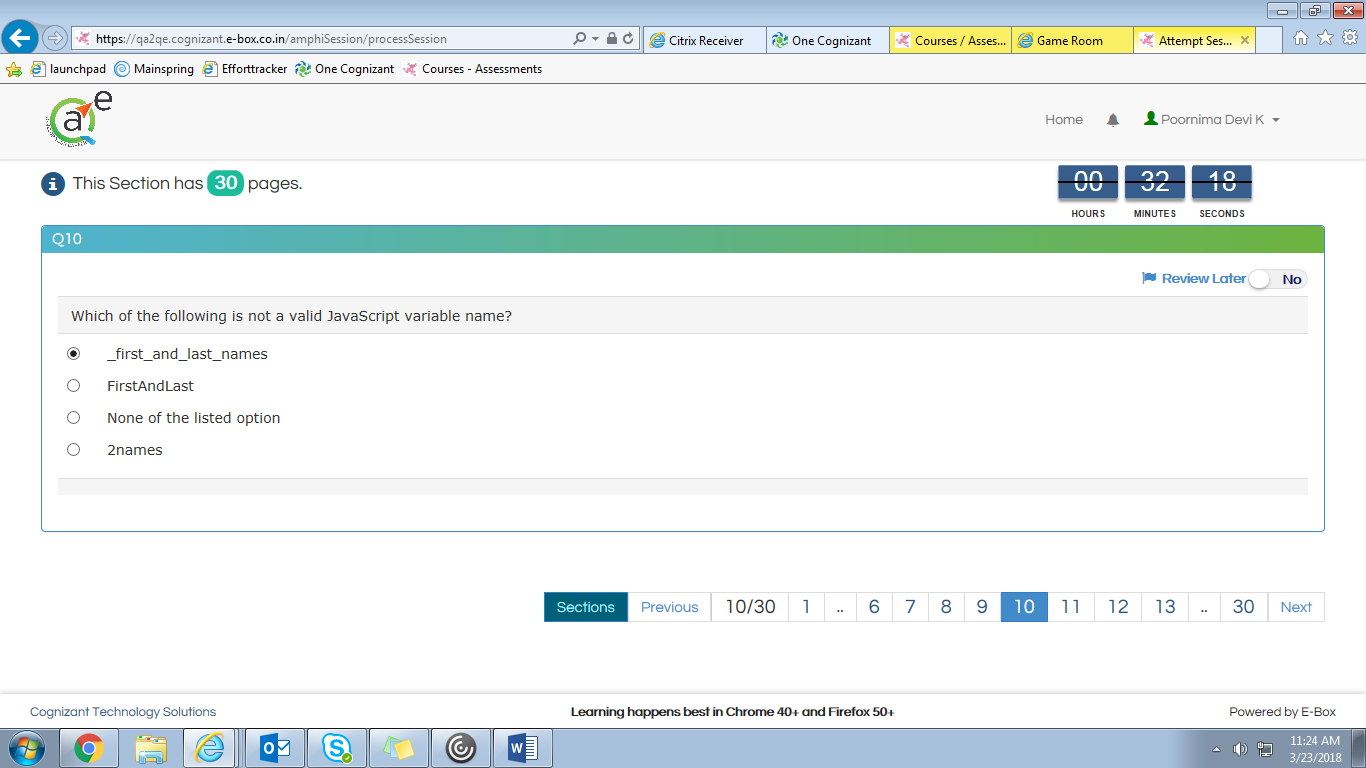 https://qa2qe.cognizant.e-box.co.in/amphiSession/processSession
Citrix Receiver
One Cognizant
Courses / Asses...
Game Room
Attempt Ses...
launchpad
Mainspring
Efforttracker
One Cognizant
Courses - Assessments
a e
Home
Poornima Devi K
This Section has 30 pages.
00 32 18
HOURS MINUTES SECONDS
Q10
Review Later No
Which of the following is not a valid JavaScript variable name?
_first_and_last_names
FirstAndLast
None of the listed option
2names
Sections Previous 10/30 1 .. 6 7 8 9 10 11 12 13 .. 30 Next
Cognizant Technology Solutions
Learning happens best in Chrome 40+ and Firefox 50+
Powered by E-Box
11:24 AM
3/23/2018